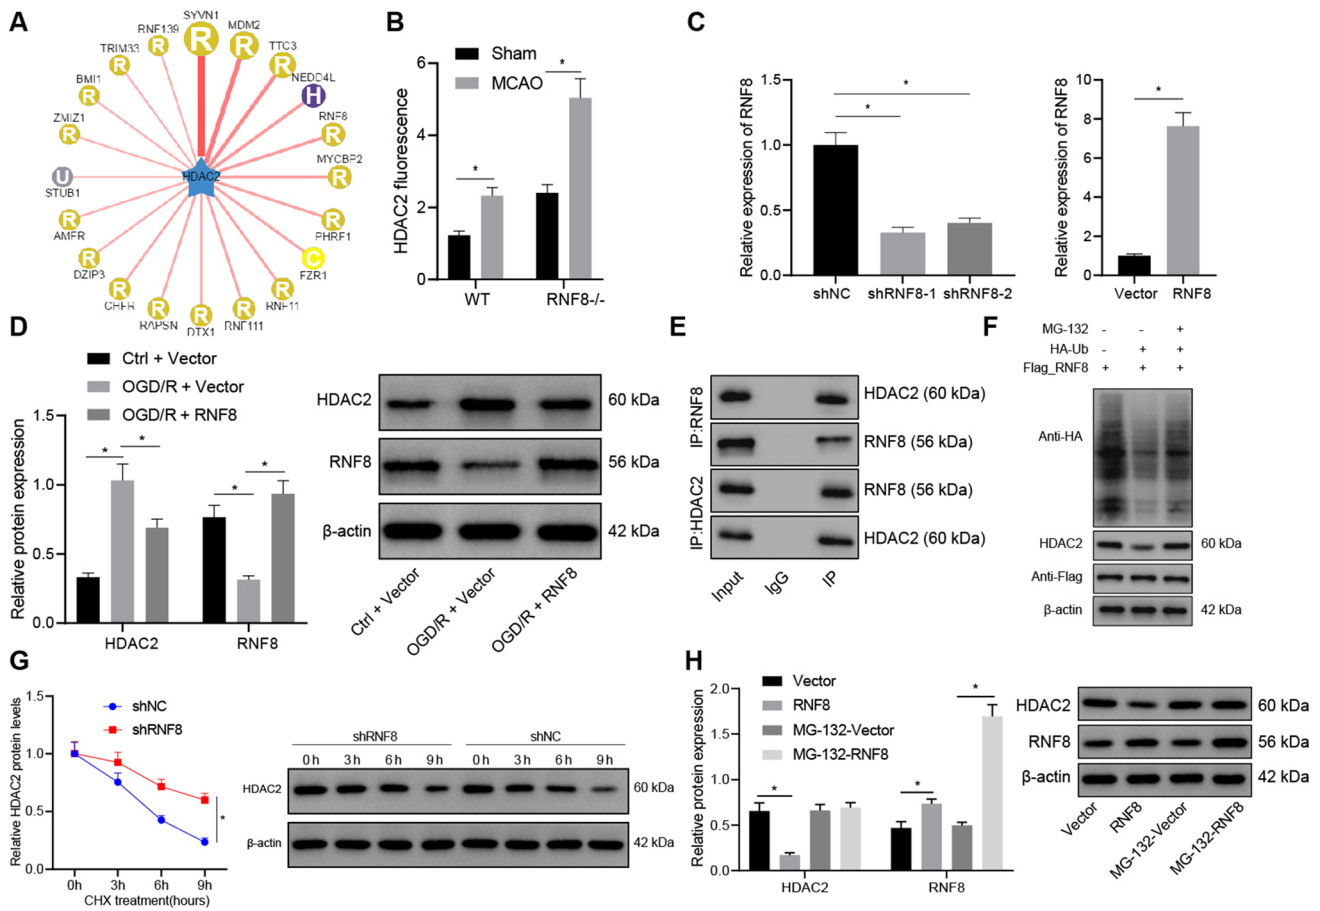 A
SYVN1
RNF139
MDM2
TRIM33
TTC3
BMI1
NEDD4L
ZMIZ1
RNF8
STUB1
HDAC2
MYCBP2
AMFR
PHRF1
DZIP3
FZR1
CHFR
RNF11
RAPSN
DTX1
RNF111
R
R
R
H
R
R
R
C
R
R
R
R
R
R
R
U
R
R
R
R
B
Sham
MCAO
HDAC2 fluorescence
6
4
2
0
*
*
WT
RNF8-/-
C
Relative expression of RNF8
1.5
1.0
0.5
0.0
*
*
shNC
shRNF8-1
shRNF8-2
Relative expression of RNF8
10
8
6
4
2
0
*
Vector
RNF8
D
Ctrl + Vector
OGD/R + Vector
OGD/R + RNF8
Relative protein expression
1.5
1.0
0.5
0.0
*
*
*
*
HDAC2
RNF8
HDAC2
60 kDa
RNF8
56 kDa
β-actin
42 kDa
Ctrl + Vector
OGD/R + Vector
OGD/R + RNF8
E
IP:RNF8
HDAC2 (60 kDa)
RNF8 (56 kDa)
IP:HDAC2
RNF8 (56 kDa)
HDAC2 (60 kDa)
Input
IgG
IP
F
MG-132 - - +
HA-Ub - + +
Flag_RNF8 + + +
Anti-HA
HDAC2
60 kDa
Anti-Flag
β-actin
42 kDa
G
Relative HDAC2 protein levels
1.5
1.0
0.5
0.0
shNC
shRNF8
*
0h
3h
6h
9h
CHX treatment(hours)
shRNF8
shNC
0 h 3 h 6 h 9 h 0 h 3 h 6 h 9 h
HDAC2
60 kDa
β-actin
42 kDa
H
Vector
RNF8
MG-132-Vector
MG-132-RNF8
Relative protein expression
2.0
1.5
1.0
0.5
0.0
*
*
*
HDAC2
RNF8
HDAC2
60 kDa
RNF8
56 kDa
β-actin
42 kDa
Vector
RNF8
MG-132-Vector
MG-132-RNF8